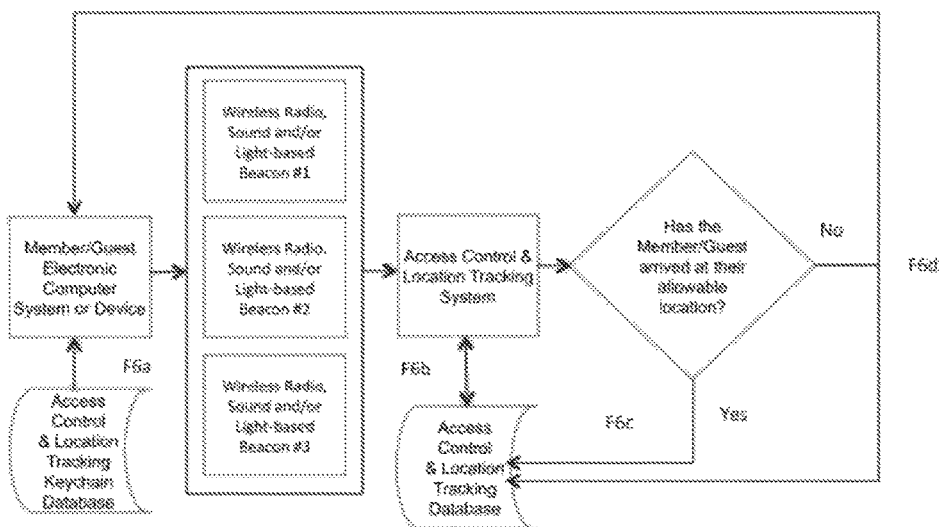 Wireless Radio,
Sound and/or
Light-based
Beacon #1
Member/Guest
Electronic
Computer
System or Device
Wireless Radio,
Sound and/or
Light-based
Beacon #2
Access Control &
Location Tracking
System
Has the
Member/Guest
arrived at their
allowable
location?
No
F6d
F6a
Wireless Radio,
Sound and/or
Light-based
Beacon #3
F6b
F6c
Yes
Access
Control
& Location
Tracking
Keychain
Database
Access
Control
& Location
Tracking
Database